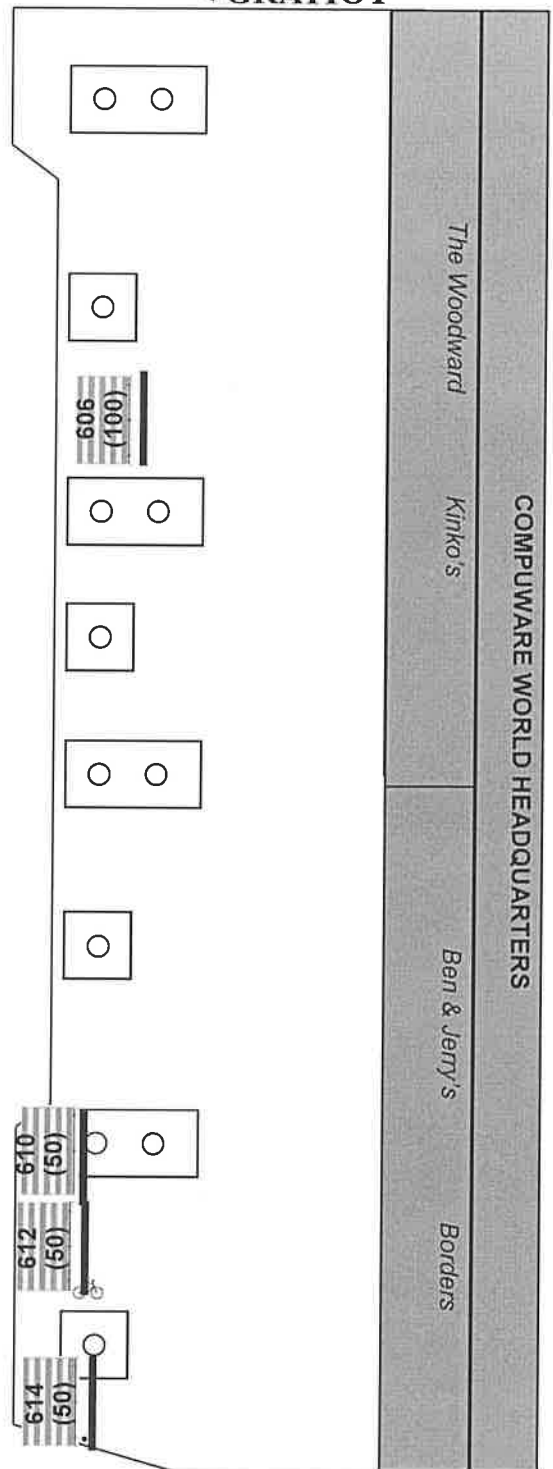 GRATIOT
COMPUWARE WORLD HEADQUARTERS
The Woodward
Kinko's
Ben & Jerry's
Borders
606
(100)
610
(50)
612
(50)
614
(50)